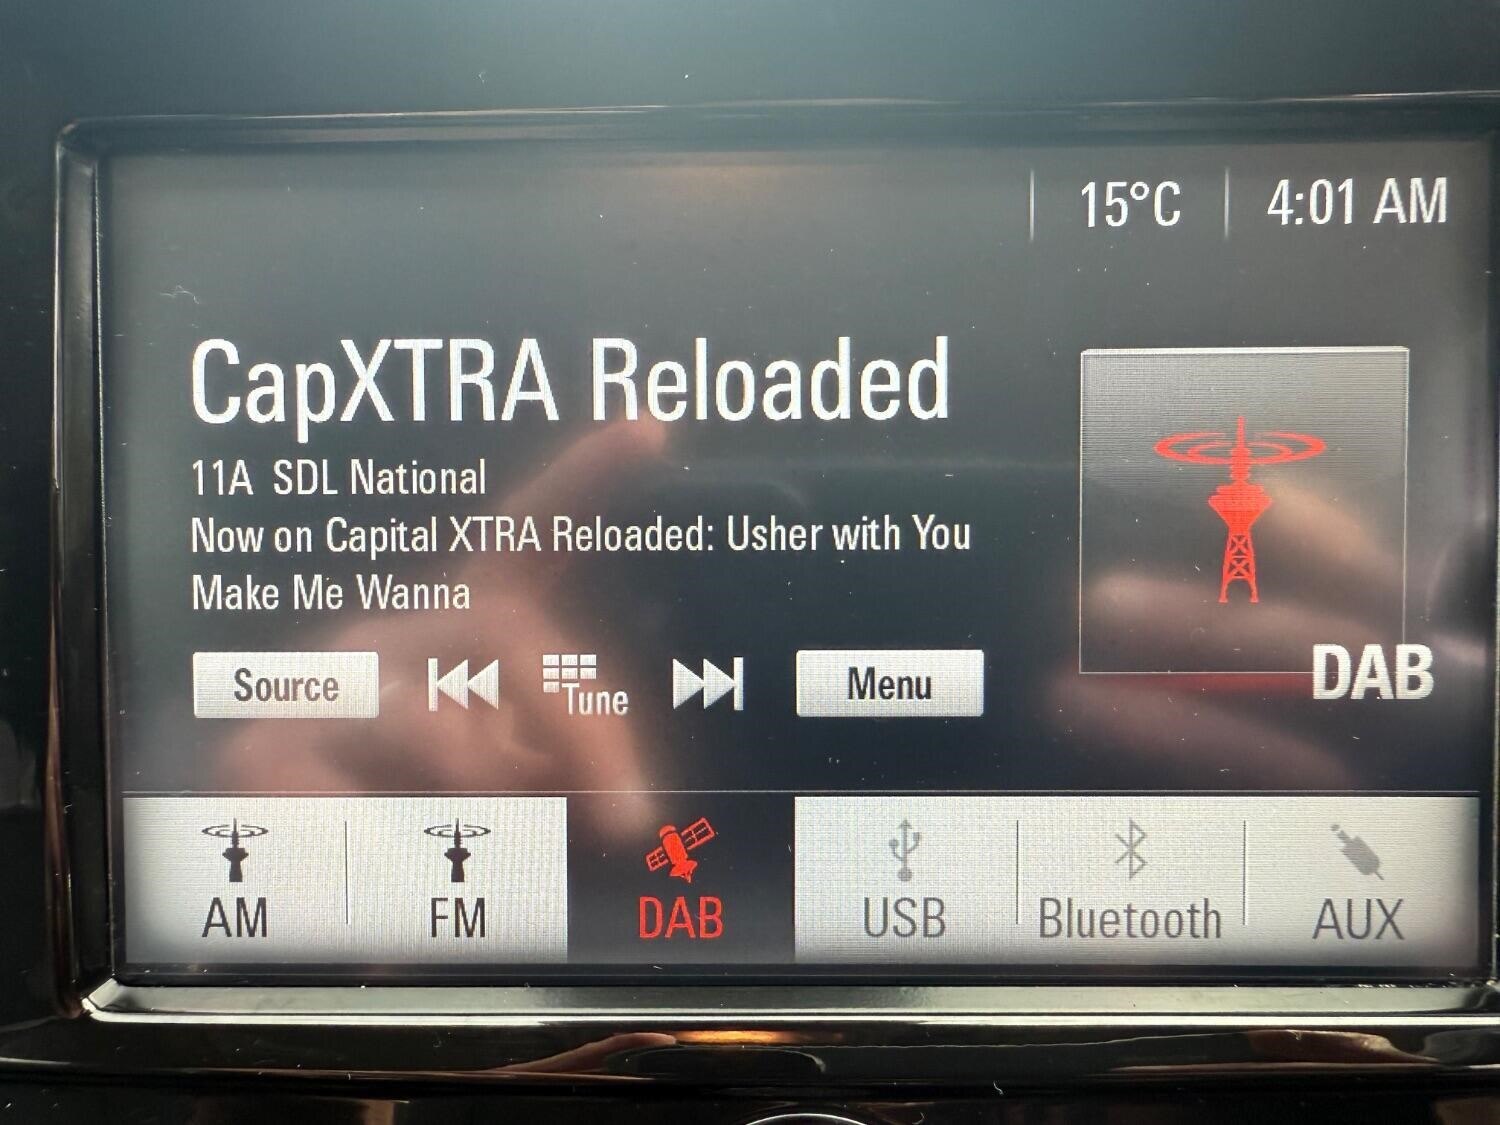 15°C 4:01 AM
CapXTRA Reloaded
11A SDL National
Now on Capital XTRA Reloaded: Usher with You
Make Me Wanna
Source Tune Menu
DAB
AM FM DAB USB Bluetooth AUX